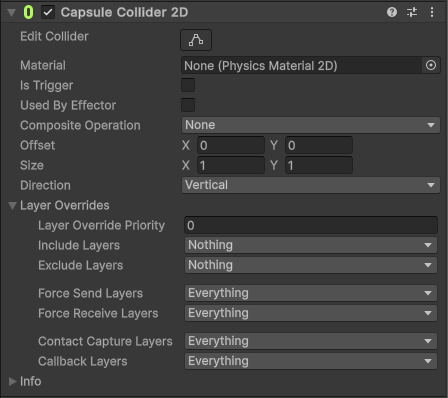 Capsule Collider 2D
Edit Collider
Material None (Physics Material 2D)
Is Trigger
Used By Effector
Composite Operation None
Offset X 0 Y 0
Size X 1 Y 1
Direction Vertical
Layer Overrides
Layer Override Priority 0
Include Layers Nothing
Exclude Layers Nothing
Force Send Layers Everything
Force Receive Layers Everything
Contact Capture Layers Everything
Callback Layers Everything
Info